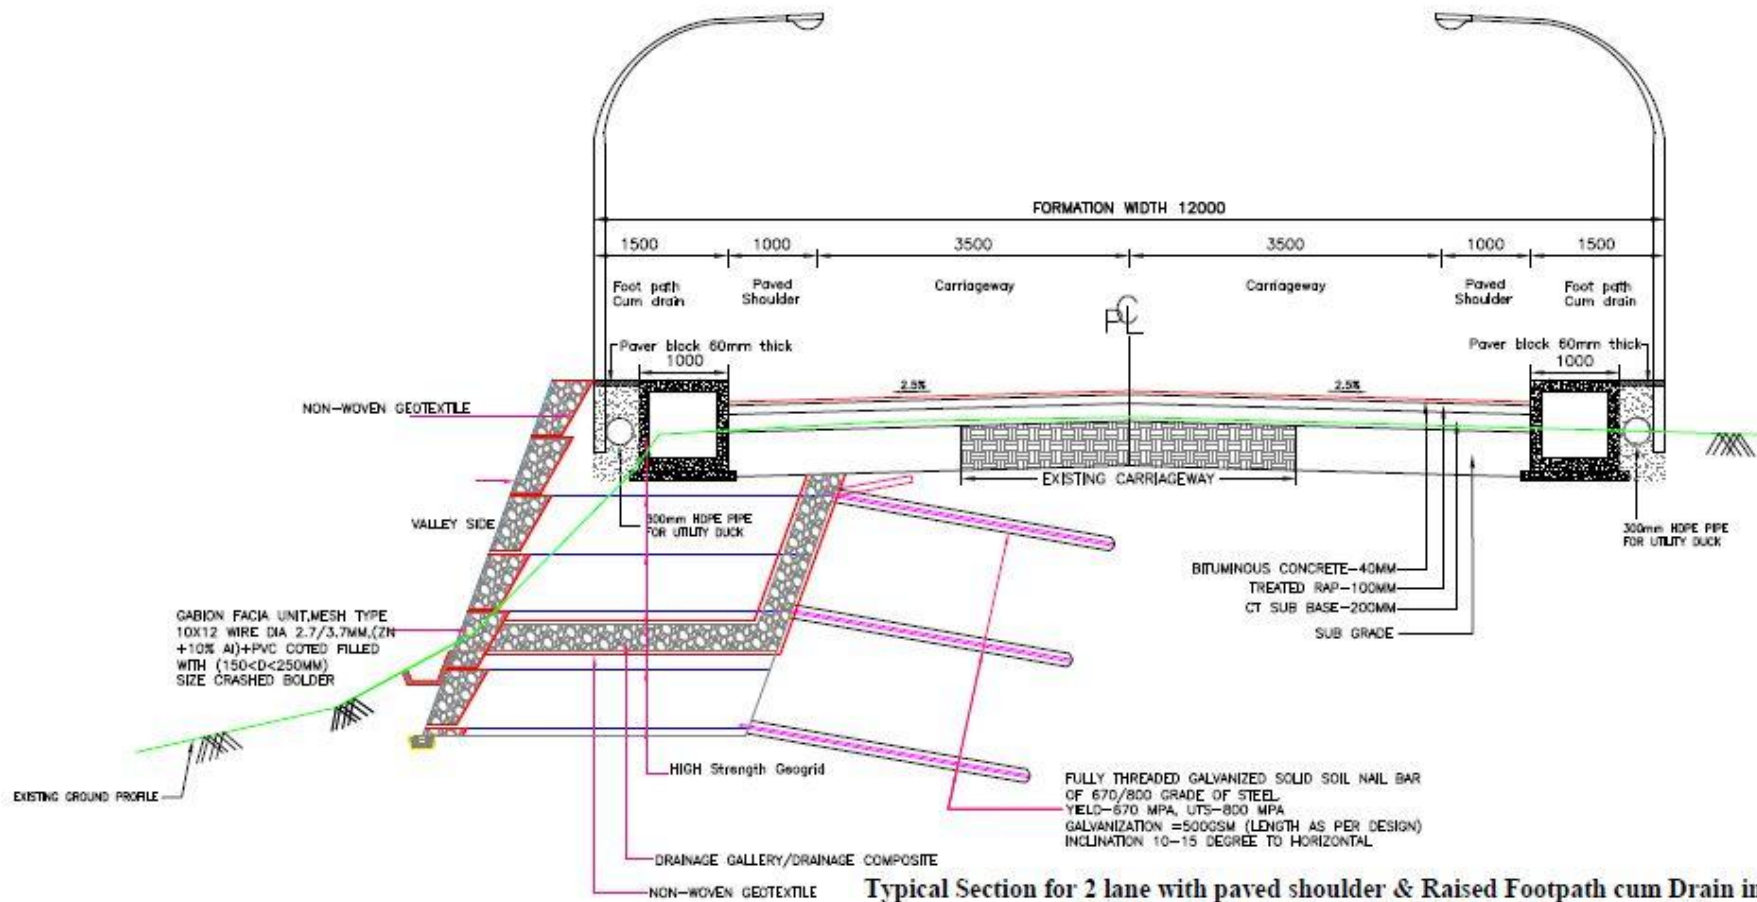 FORMATION WIDTH 12000
1500
1000
3500
3500
1000
1500
Foot path
Cum drain
Paved
Shoulder
Carriageway
Carriageway
Paved
Shoulder
Foot path
Cum drain
Paver block 60mm thick
1000
Paver block 60mm thick
1000
2.5%
2.5%
NON-WOVEN GEOTEXTILE
EXISTING CARRIAGEWAY
VALLEY SIDE
300mm HDPE PIPE
FOR UTILITY DUCK
300mm HDPE PIPE
FOR UTILITY DUCK
BITUMINOUS CONCRETE-40MM
TREATED RAP-100MM
CT SUB BASE-200MM
SUB GRADE
GABION FACIA UNIT,MESH TYPE
10X12 WIRE DIA 2.7/3.7MM,(ZN
+10% Al)+PVC COTED FILLED
WITH (150<D<250MM)
SIZE CRASHED BOLDER
EXISTING GROUND PROFILE
HIGH Strength Geogrid
FULLY THREADED GALVANIZED SOLID SOIL NAIL BAR
OF 670/800 GRADE OF STEEL
YIELD-670 MPA, UTS-800 MPA
GALVANIZATION =500GSM (LENGTH AS PER DESIGN)
INCLINATION 10-15 DEGREE TO HORIZONTAL
DRAINAGE GALLERY/DRAINAGE COMPOSITE
NON-WOVEN GEOTEXTILE
Typical Section for 2 lane with paved shoulder & Raised Footpath cum Drain in